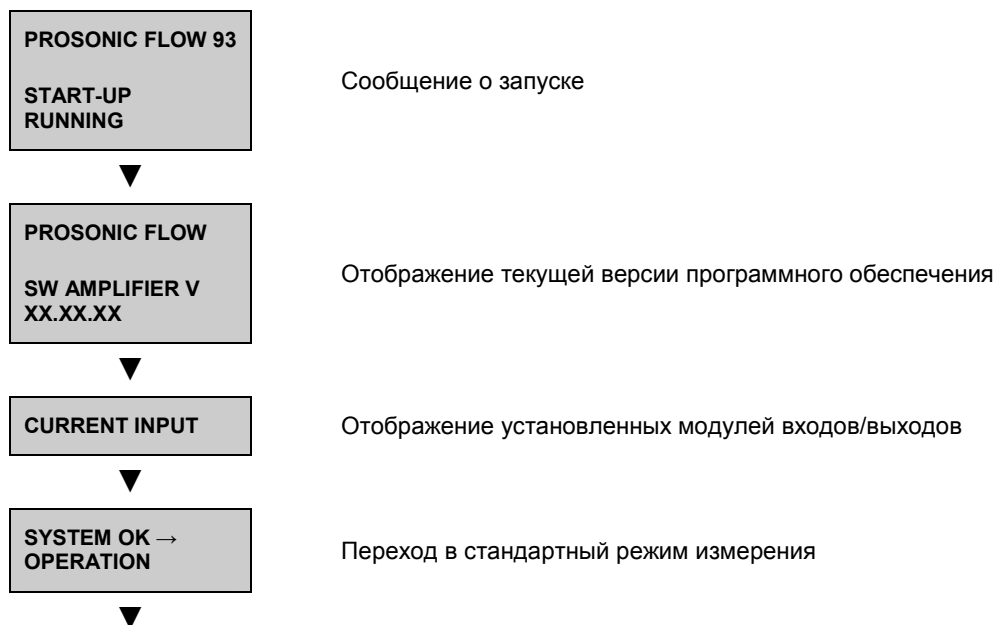 PROSONIC FLOW 93
START-UP
RUNNING
Сообщение о запуске
▼
PROSONIC FLOW
SW AMPLIFIER V
XX.XX.XX
Отображение текущей версии программного обеспечения
▼
CURRENT INPUT
Отображение установленных модулей входов/выходов
▼
SYSTEM OK →
OPERATION
Переход в стандартный режим измерения
▼